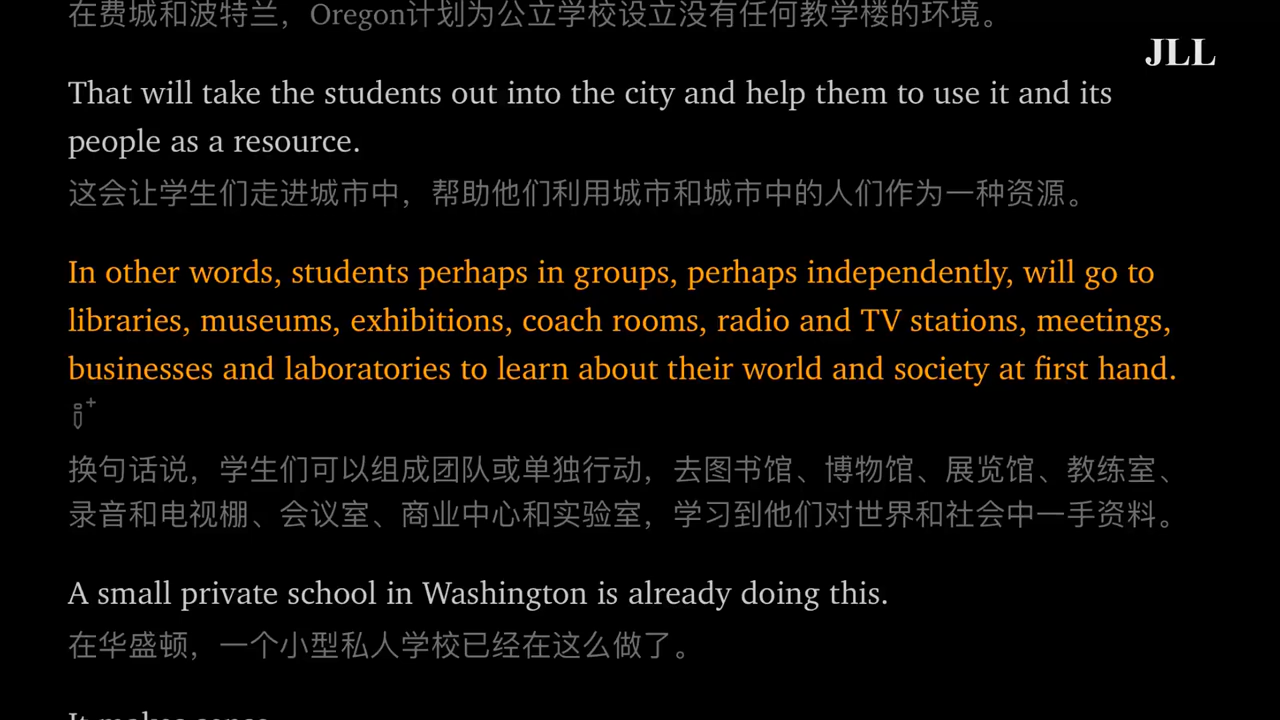 在费城和波特兰，Oregon计划为公立学校设立没有任何教学楼的环境。
JLL
That will take the students out into the city and help them to use it and its
people as a resource.
这会让学生们走进城市中，帮助他们利用城市和城市中的人们作为一种资源。
In other words, students perhaps in groups, perhaps independently, will go to
libraries, museums, exhibitions, coach rooms, radio and TV stations, meetings,
businesses and laboratories to learn about their world and society at first hand.
换句话说，学生们可以组成团队或单独行动，去图书馆、博物馆、展览馆、教练室、
录音和电视棚、会议室、商业中心和实验室，学习到他们对世界和社会中一手资料。
A small private school in Washington is already doing this.
在华盛顿，一个小型私人学校已经在这么做了。
It makes sense.